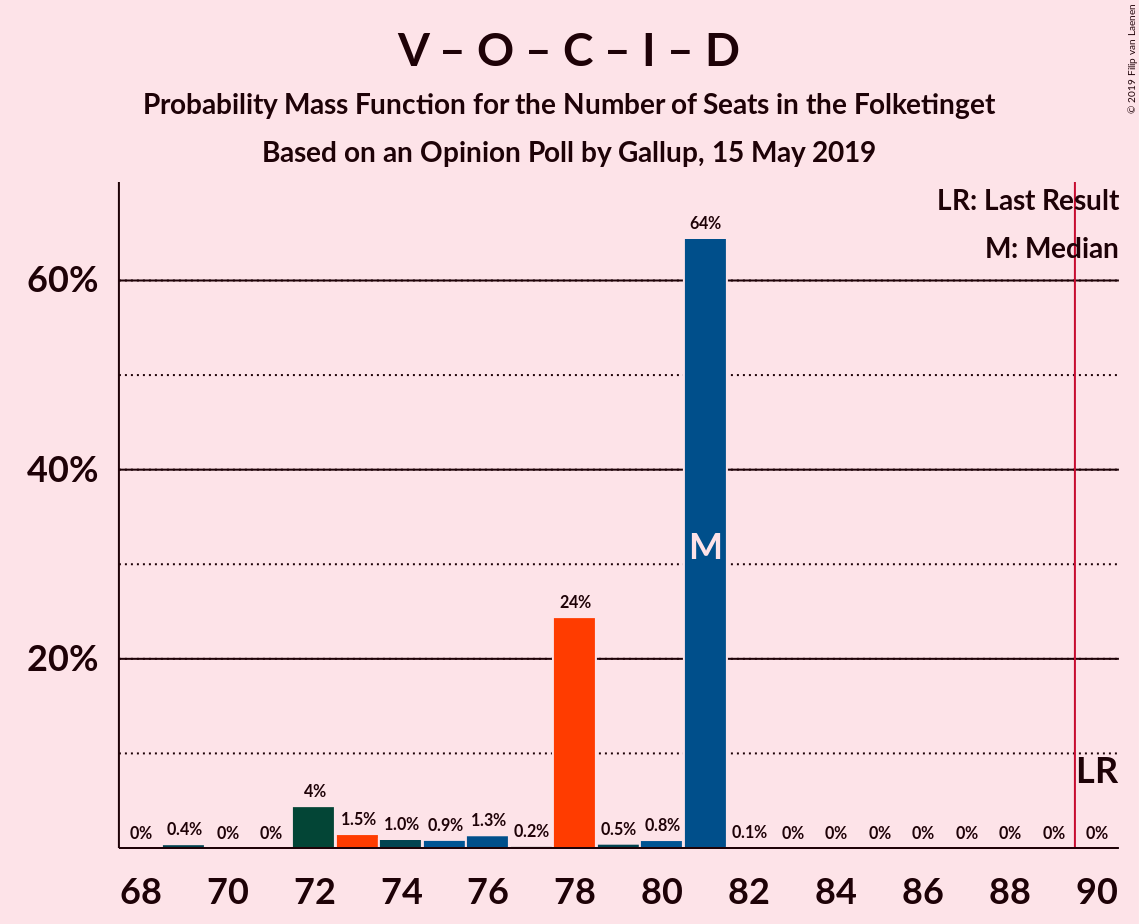 V – O – C – I – D
Probability Mass Function for the Number of Seats in the Folketinget
Based on an Opinion Poll by Gallup, 15 May 2019
© 2019 Filip van Laenen
LR: Last Result
M: Median
60%
40%
20%
0% 0.4% 0% 0% 4% 1.5% 1.0% 0.9% 1.3% 0.2% 24% 0.5% 0.8% 64% 0.1% 0% 0% 0% 0% 0% 0% 0% 0%
M
LR
68 70 72 74 76 78 80 82 84 86 88 90